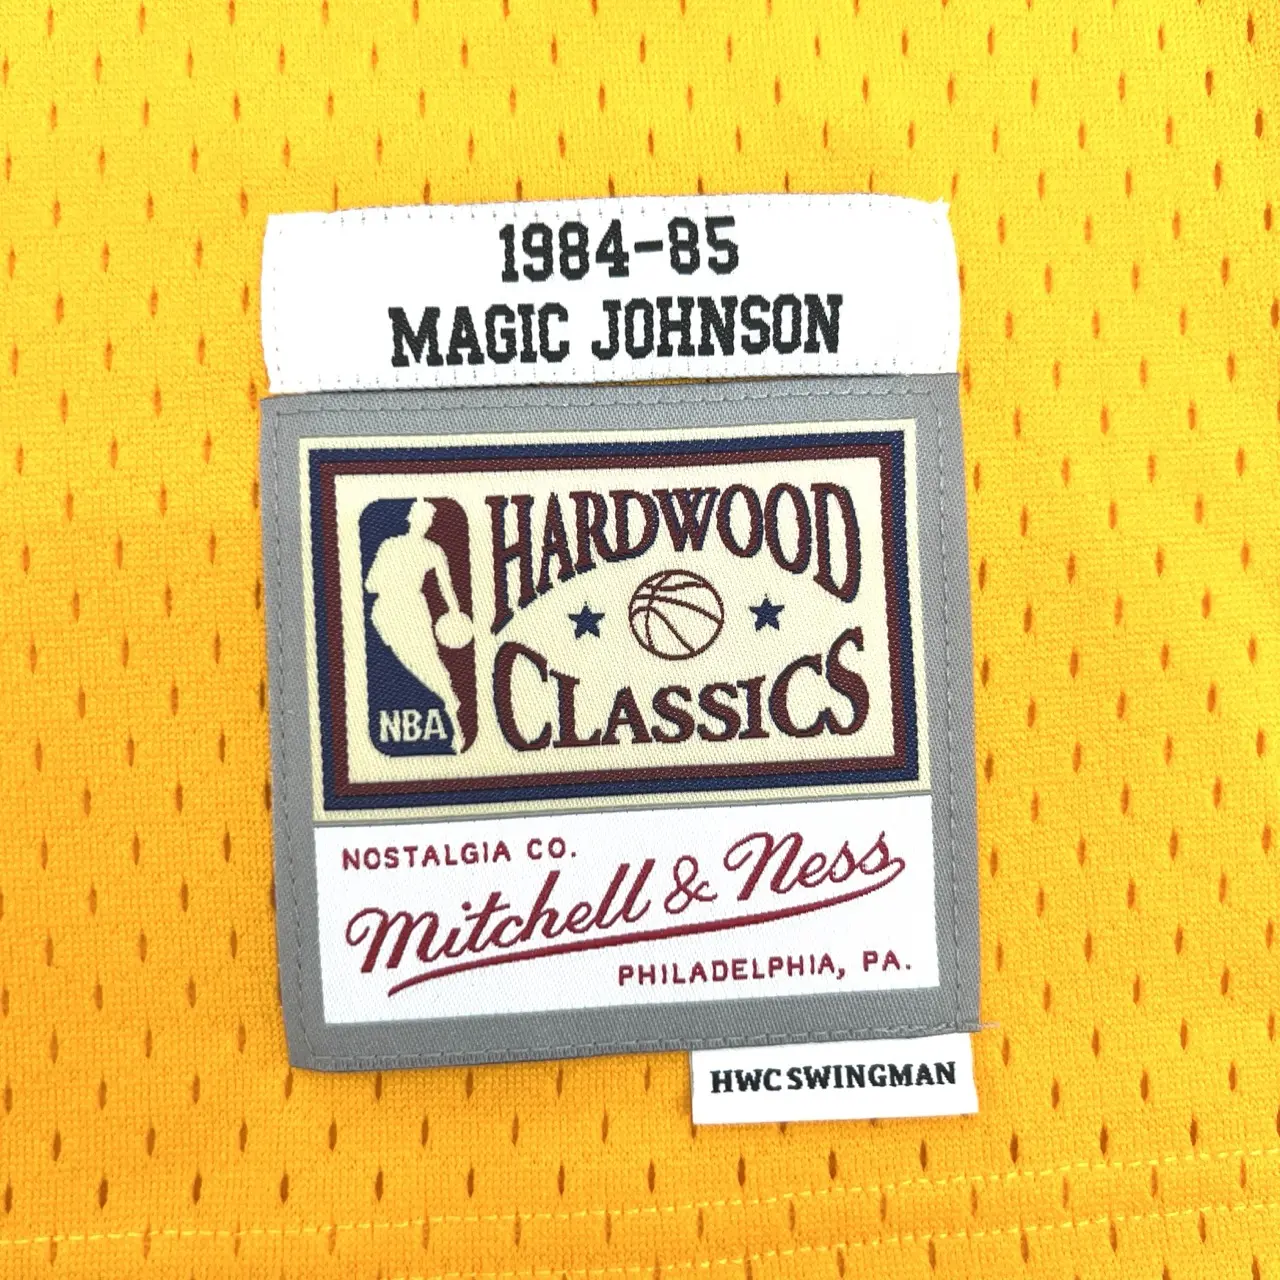 1984-85
MAGIC JOHNSON
HARDWOOD
CLASSICS
NBA
NOSTALGIA CO.
Mitchell & Ness
PHILADELPHIA, PA.
HWC SWINGMAN